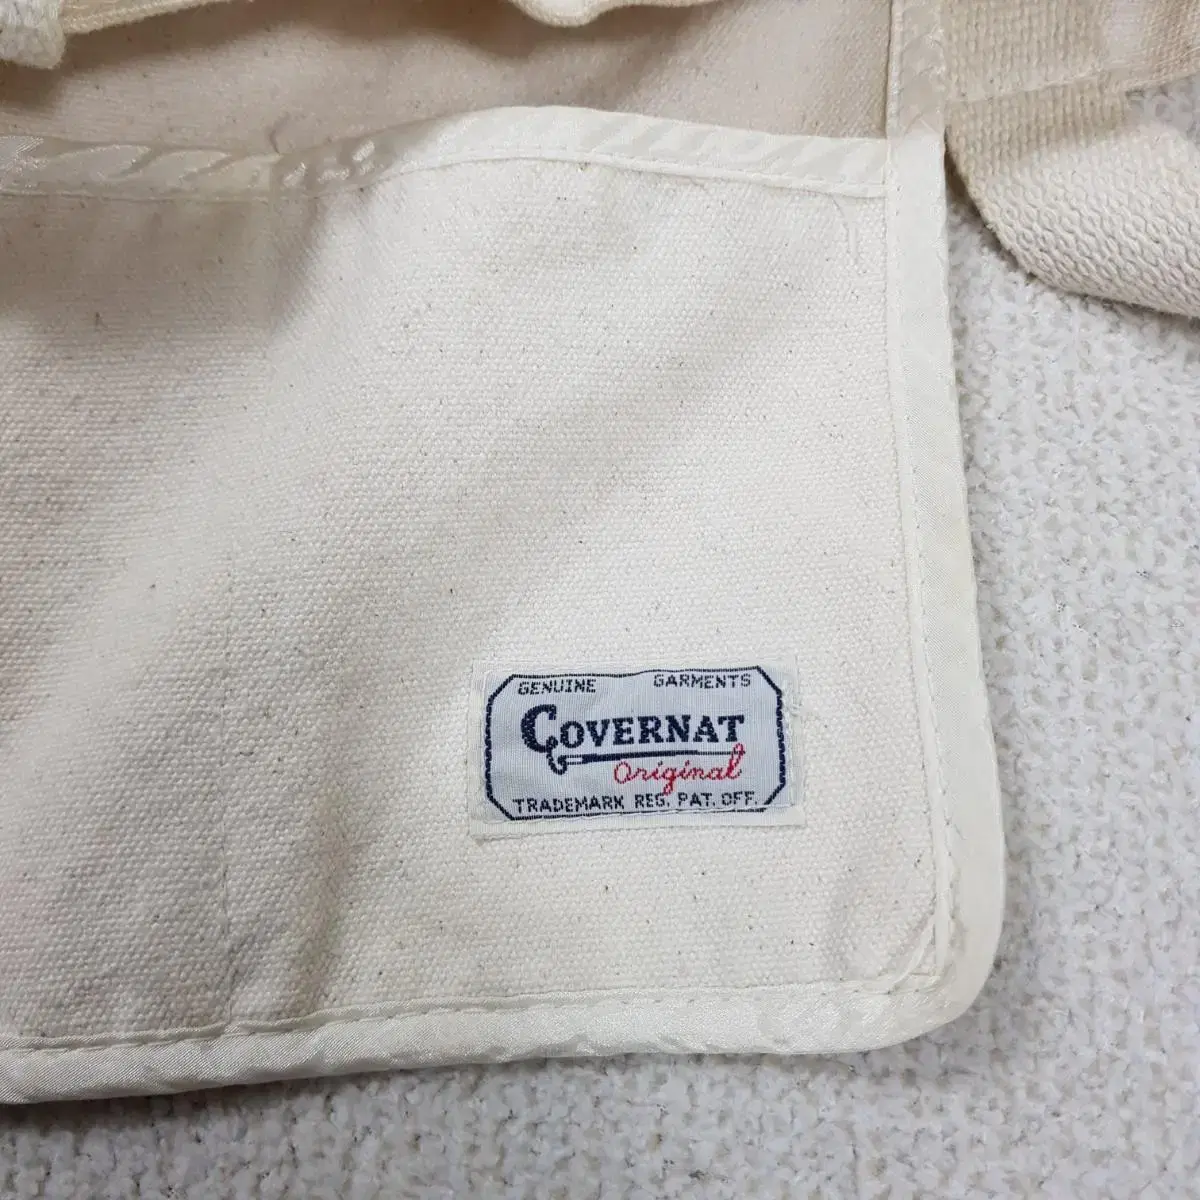 GENUINE GARMENTS
COVERNAT
Original
TRADEMARK REG. PAT. OFF.